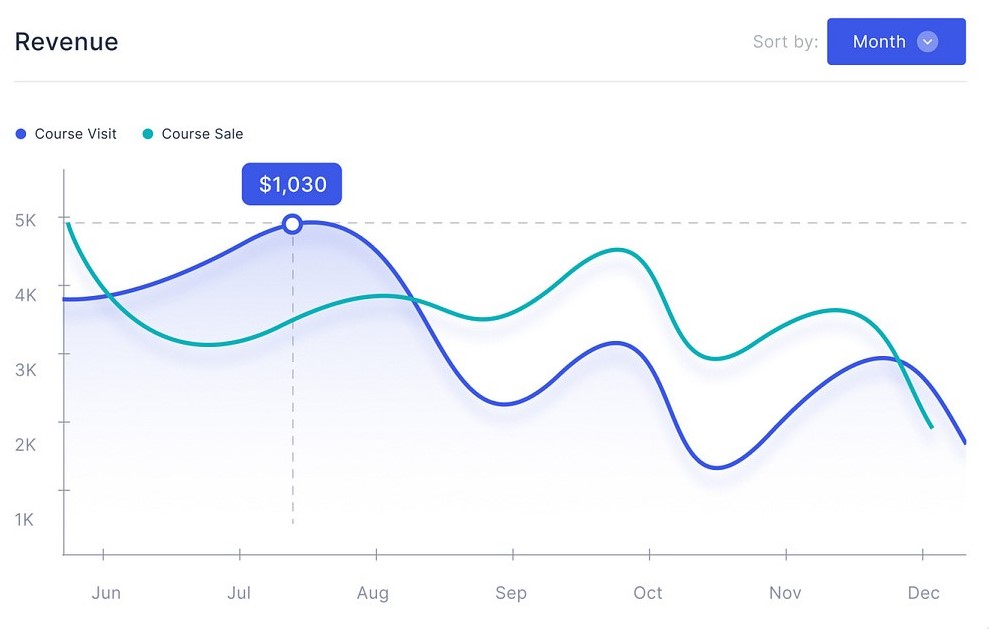 Revenue
Sort by: Month
Course Visit Course Sale
$1,030
5K
4K
3K
2K
1K
Jun Jul Aug Sep Oct Nov Dec